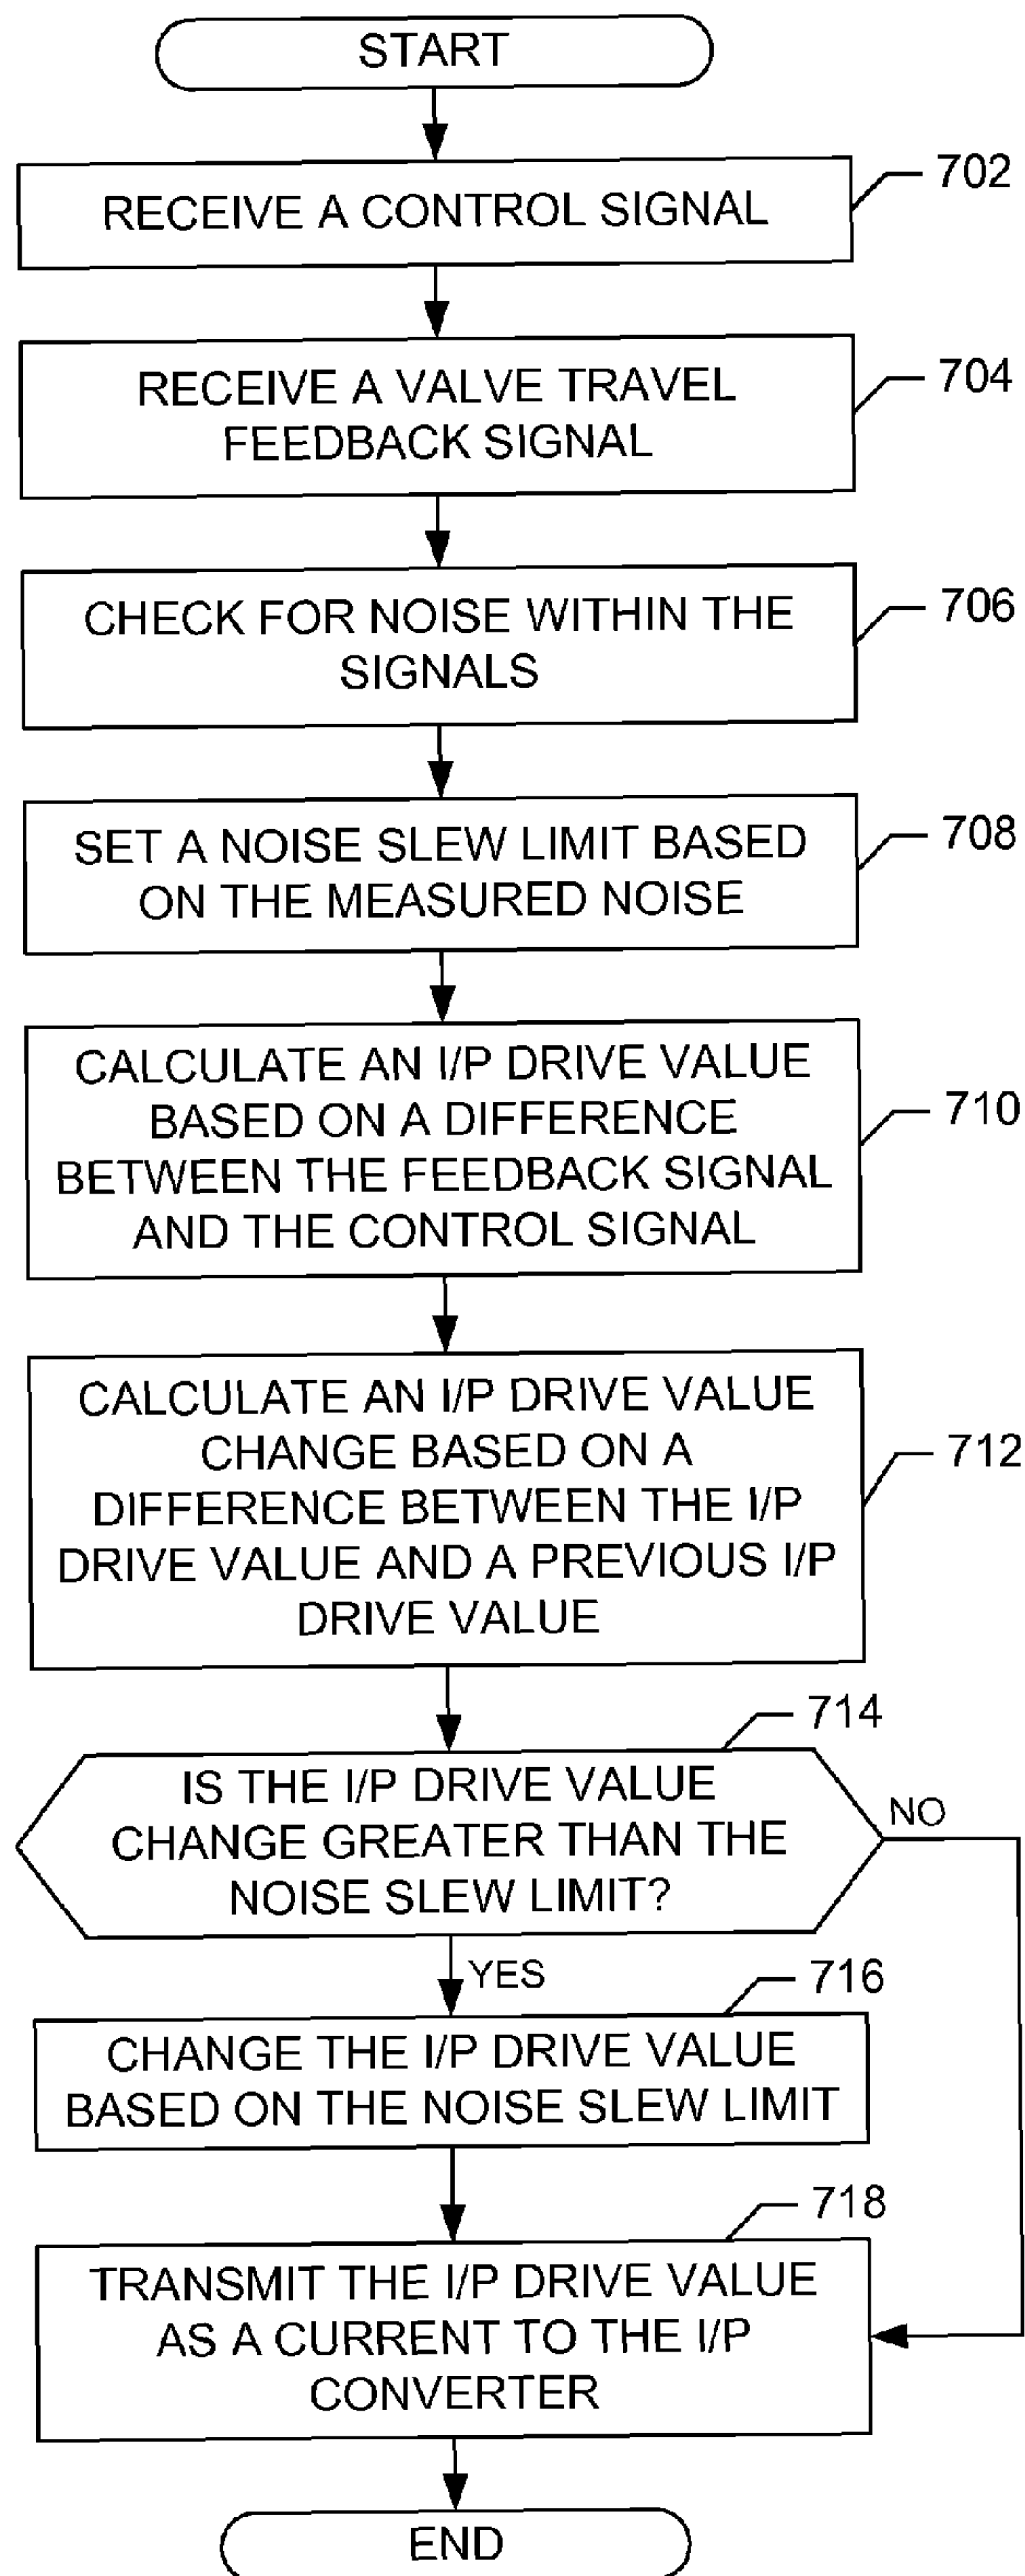 START
702
RECEIVE A CONTROL SIGNAL
704
RECEIVE A VALVE TRAVEL
FEEDBACK SIGNAL
706
CHECK FOR NOISE WITHIN THE
SIGNALS
708
SET A NOISE SLEW LIMIT BASED
ON THE MEASURED NOISE
710
CALCULATE AN I/P DRIVE VALUE
BASED ON A DIFFERENCE
BETWEEN THE FEEDBACK SIGNAL
AND THE CONTROL SIGNAL
712
CALCULATE AN I/P DRIVE VALUE
CHANGE BASED ON A
DIFFERENCE BETWEEN THE I/P
DRIVE VALUE AND A PREVIOUS I/P
DRIVE VALUE
714
IS THE I/P DRIVE VALUE
CHANGE GREATER THAN THE
NOISE SLEW LIMIT?
NO
YES
716
CHANGE THE I/P DRIVE VALUE
BASED ON THE NOISE SLEW LIMIT
718
TRANSMIT THE I/P DRIVE VALUE
AS A CURRENT TO THE I/P
CONVERTER
END